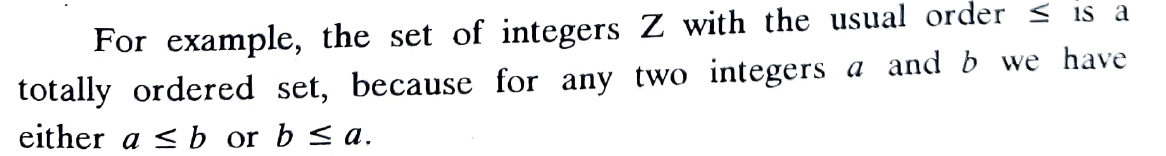 For example, the set of integers Z with the usual order ≤ is a
totally ordered set, because for any two integers a and b we have
either a ≤ b or b ≤ a.